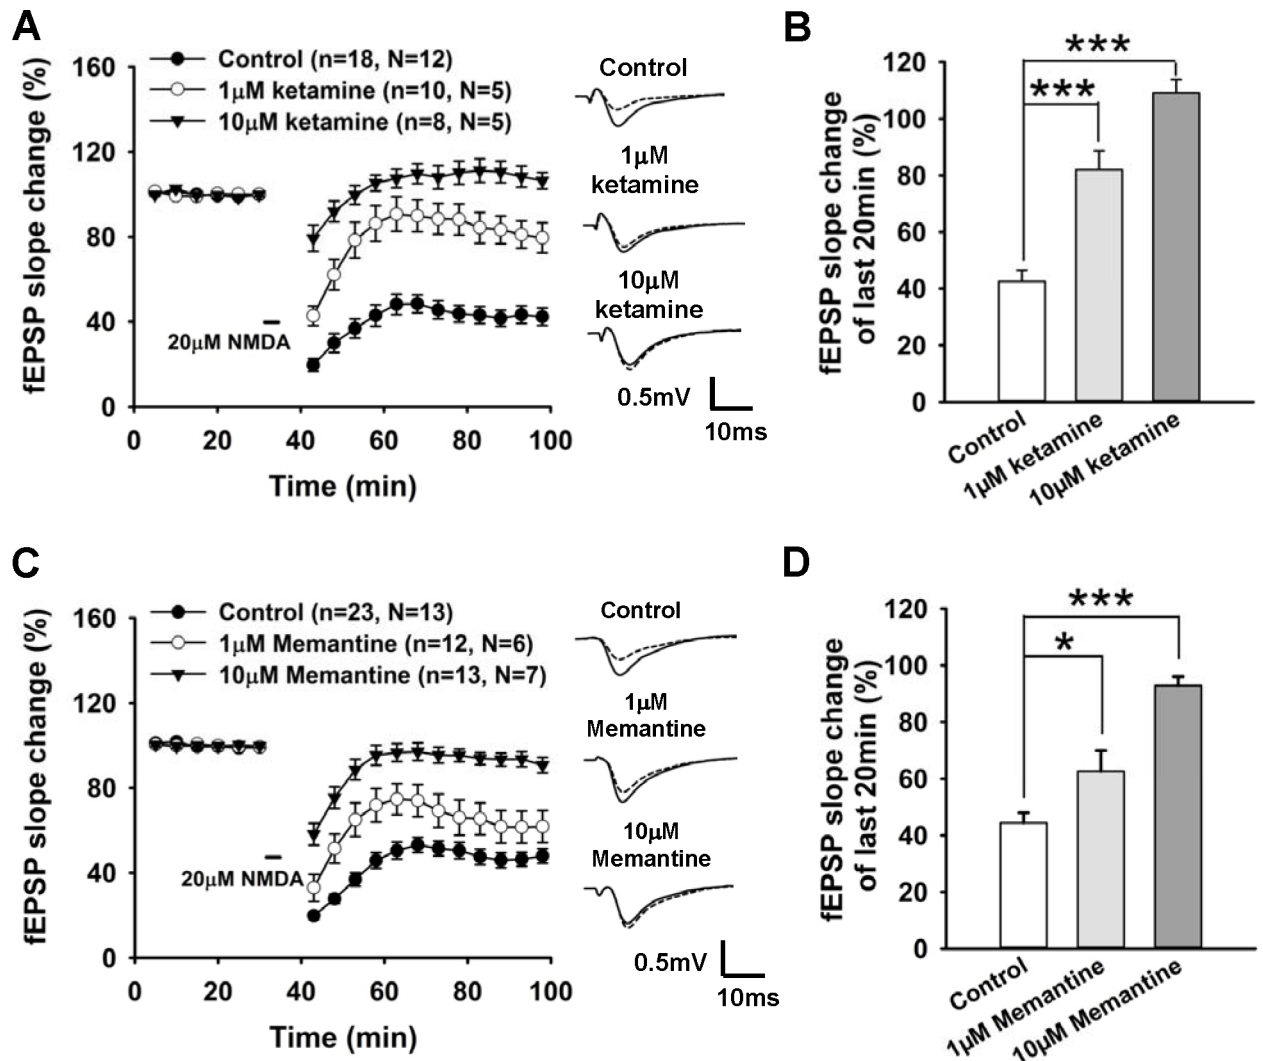 A
fEPSP slope change (%)
160
120
80
40
0
Control (n=18, N=12)
1μM ketamine (n=10, N=5)
10μM ketamine (n=8, N=5)
20μM NMDA
0 20 40 60 80 100
Time (min)
Control
1μM
ketamine
10μM
ketamine
0.5mV
10ms
B
fEPSP slope change
of last 20min (%)
120
100
80
60
40
20
0
***
***
Control
1μM ketamine
10μM ketamine
C
fEPSP slope change (%)
160
120
80
40
0
Control (n=23, N=13)
1μM Memantine (n=12, N=6)
10μM Memantine (n=13, N=7)
20μM NMDA
0 20 40 60 80 100
Time (min)
Control
1μM
Memantine
10μM
Memantine
0.5mV
10ms
D
fEPSP slope change
of last 20min (%)
120
100
80
60
40
20
0
***
*
Control
1μM Memantine
10μM Memantine